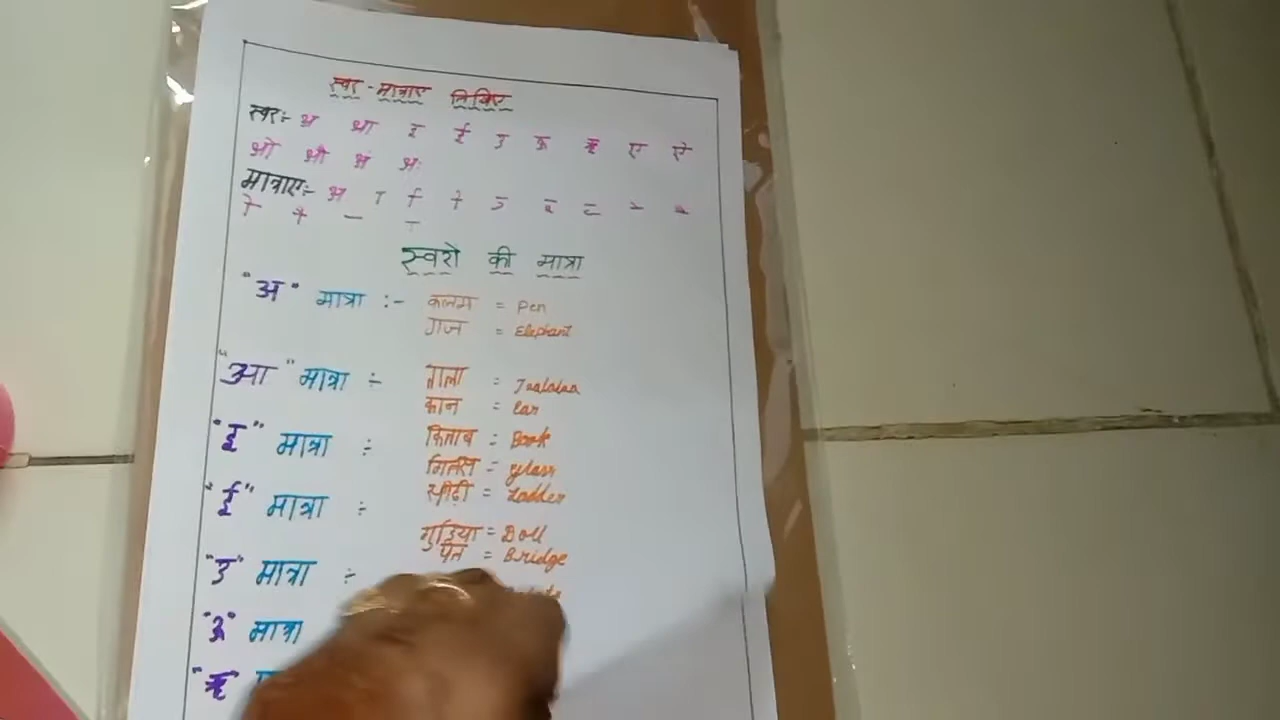 स्वर - मात्राए लिखिए
स्वर :- अ आ इ ई उ ऊ ऋ ए ऐ
ओ औ अं अः
मात्राए :- अ ा ि ी ु ू ृ े ै
ो ौ
स्वरो की मात्रा
"अ" मात्रा :- कलम = Pen
गज = Elephant
"आ" मात्रा :- ताला = Taalaa
कान = Ear
"इ" मात्रा :- किताब = Book
गिलास = glass
"ई" मात्रा :- सीढ़ी = Ladder
गुड़िया = Doll
"उ" मात्रा :- पुल = Bridge
"ऊ" मात्रा
"ऋ"